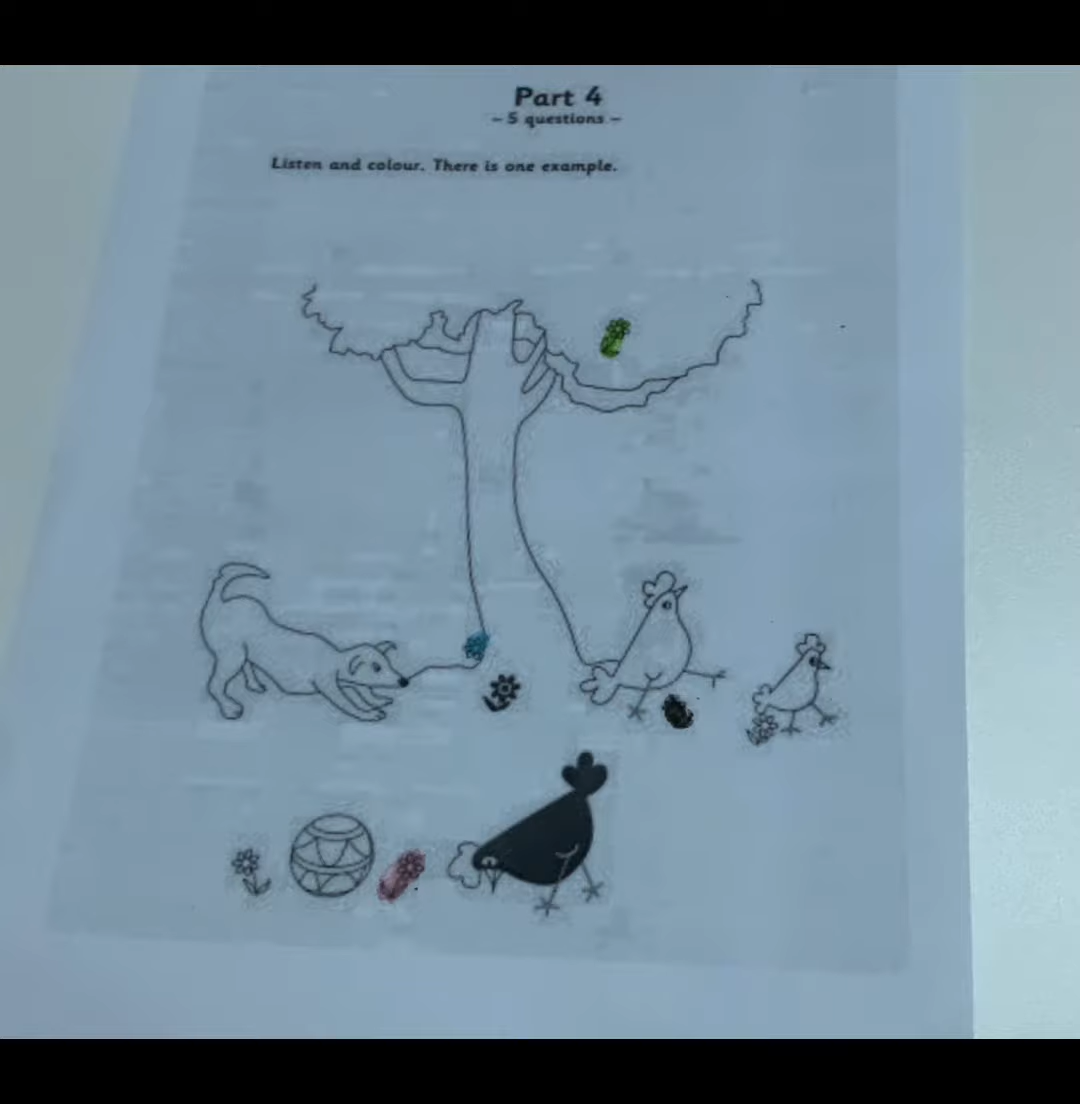 Part 4
– 5 questions –
Listen and colour. There is one example.